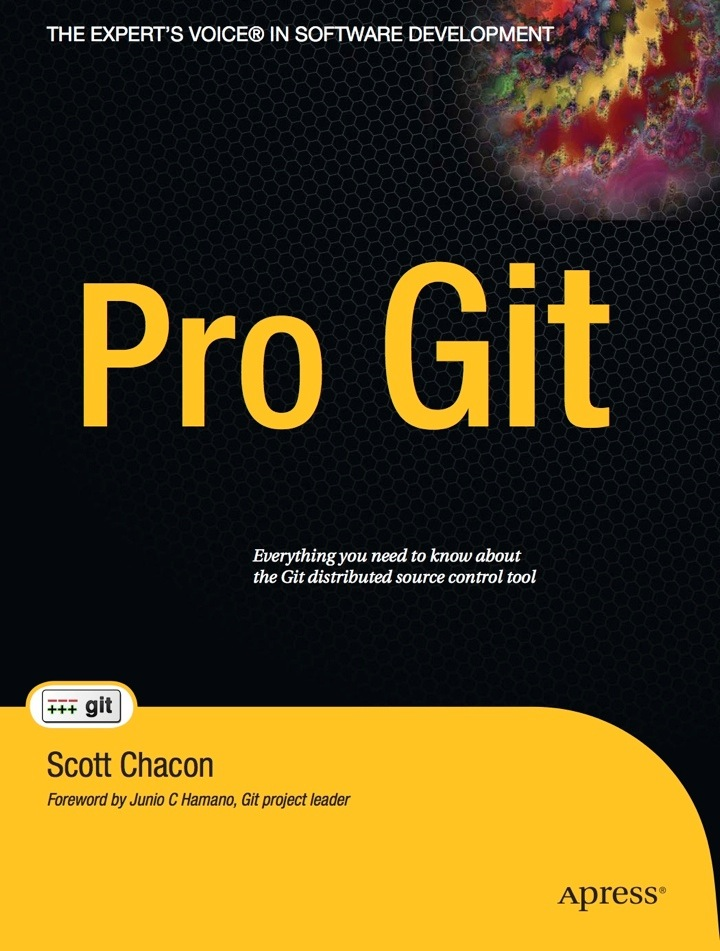 THE EXPERT'S VOICE® IN SOFTWARE DEVELOPMENT
Pro Git
Everything you need to know about
the Git distributed source control tool
--- git
+++
Scott Chacon
Foreword by Junio C Hamano, Git project leader
Apress®